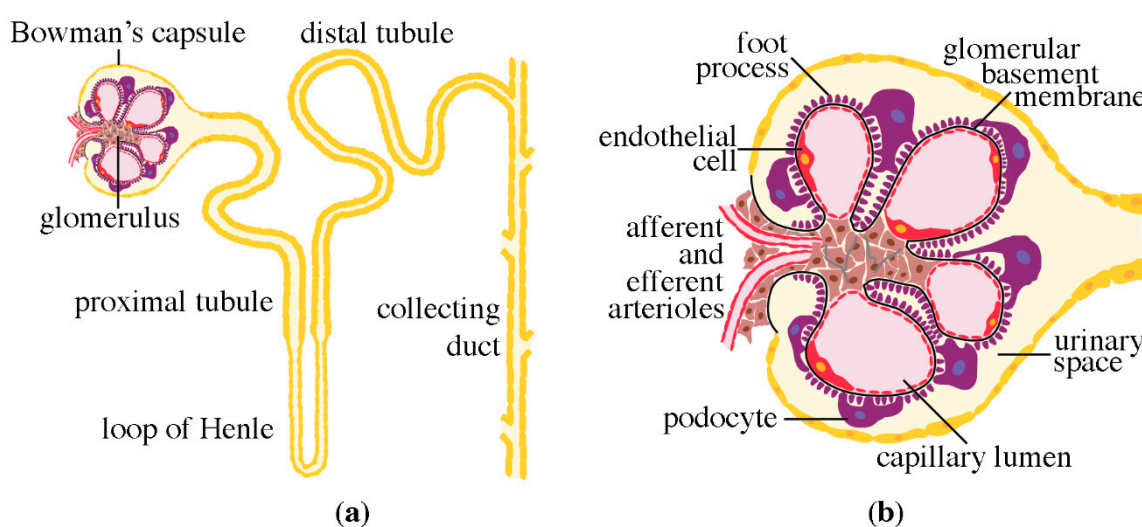 Bowman's capsule
distal tubule
glomerulus
proximal tubule
collecting
duct
loop of Henle
(a)
foot
process
glomerular
basement
membrane
endothelial
cell
afferent
and
efferent
arterioles
urinary
space
podocyte
capillary lumen
(b)